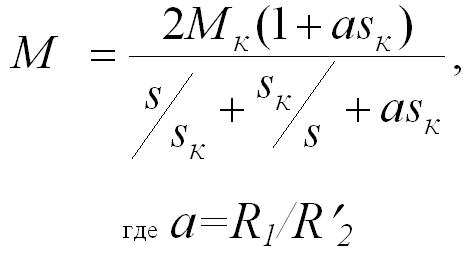 M = 2Mк(1+asк) / (s/sк + sк/s + asк),
где a=R1/R′2